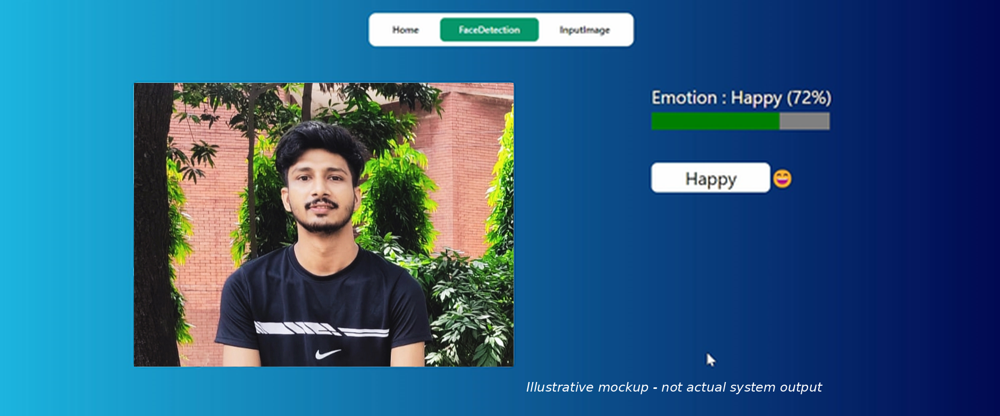 Home
FaceDetection
InputImage
Emotion : Happy (72%)
Happy
Illustrative mockup - not actual system output